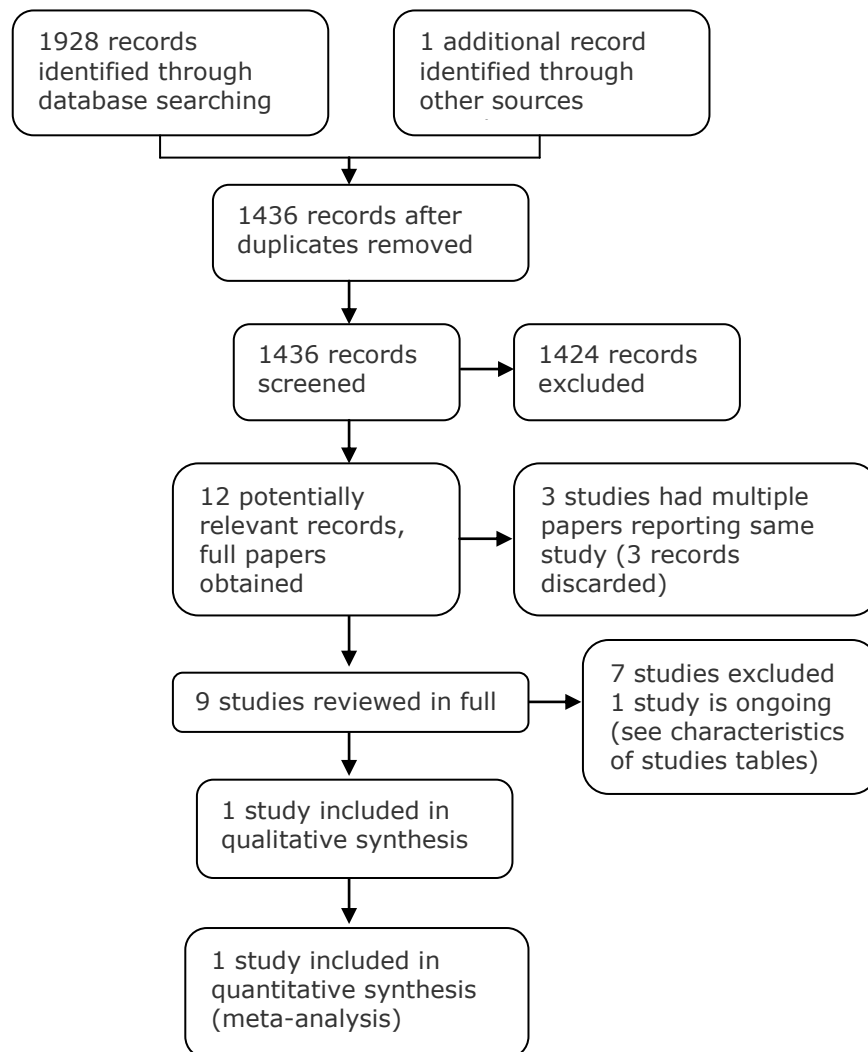 1928 records
identified through
database searching
1 additional record
identified through
other sources
1436 records after
duplicates removed
1436 records
screened
1424 records
excluded
12 potentially
relevant records,
full papers
obtained
3 studies had multiple
papers reporting same
study (3 records
discarded)
9 studies reviewed in full
7 studies excluded
1 study is ongoing
(see characteristics
of studies tables)
1 study included in
qualitative synthesis
1 study included in
quantitative synthesis
(meta-analysis)